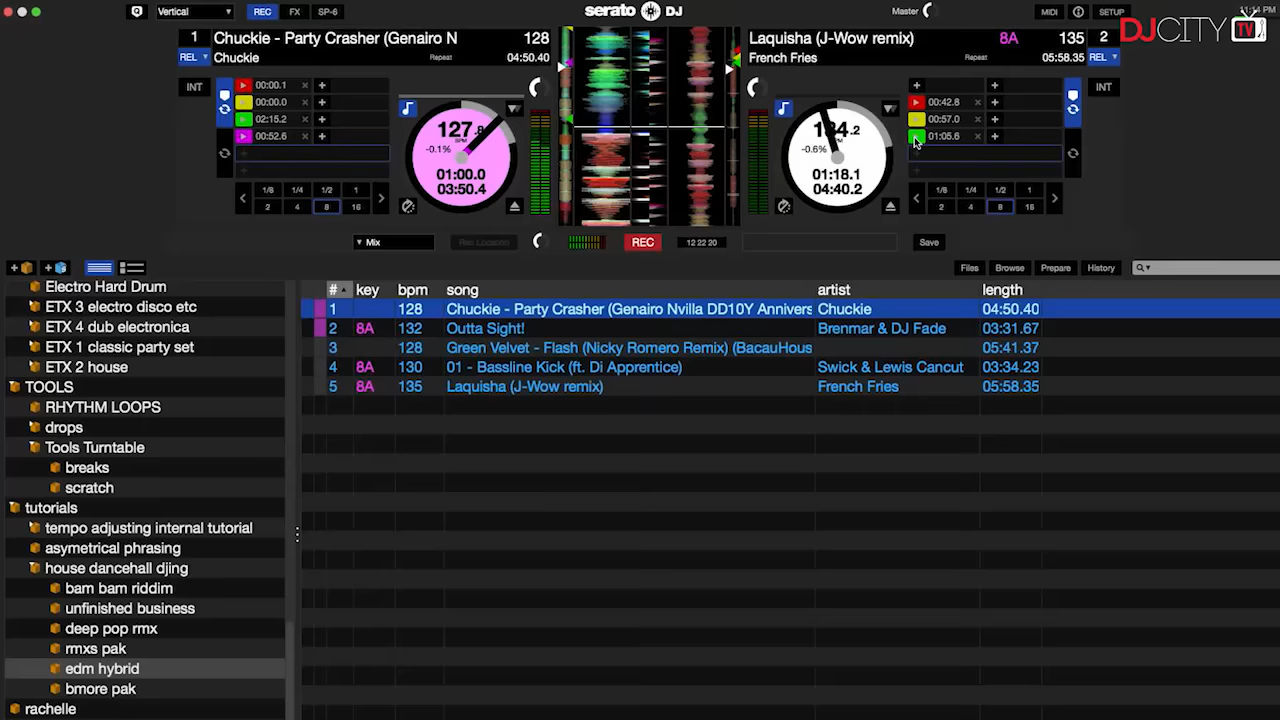 Vertical
REC
FX
SP-6
serato DJ
Master
MIDI
SETUP
11:14 PM
DJCITY TV
1
Chuckie - Party Crasher (Genairo N
128
REL
Chuckie
Repeat
04:50.40
Laquisha (J-Wow remix)
8A
135
2
French Fries
Repeat
05:58.35
REL
INT
00:00.1
00:00.0
02:15.2
00:52.6
127.8
BPM
-0.1%
01:00.0
03:50.4
1/8 1/4 1/2 1
2 4 8 16
134.2
BPM
-0.6%
01:18.1
04:40.2
00:42.8
00:57.0
01:05.6
INT
1/8 1/4 1/2 1
2 4 8 16
Mix
REC
12 22 20
Save
Files
Browse
Prepare
History
Electro Hard Drum
ETX 3 electro disco etc
ETX 4 dub electronica
ETX 1 classic party set
ETX 2 house
TOOLS
RHYTHM LOOPS
drops
Tools Turntable
breaks
scratch
tutorials
tempo adjusting internal tutorial
asymetrical phrasing
house dancehall djing
bam bam riddim
unfinished business
deep pop rmx
rmxs pak
edm hybrid
bmore pak
rachelle
# key bpm song artist length
1 128 Chuckie - Party Crasher (Genairo Nvilla DD10Y Annivers Chuckie 04:50.40
2 8A 132 Outta Sight! Brenmar & DJ Fade 03:31.67
3 128 Green Velvet - Flash (Nicky Romero Remix) (BacauHous 05:41.37
4 8A 130 01 - Bassline Kick (ft. Di Apprentice) Swick & Lewis Cancut 03:34.23
5 8A 135 Laquisha (J-Wow remix) French Fries 05:58.35